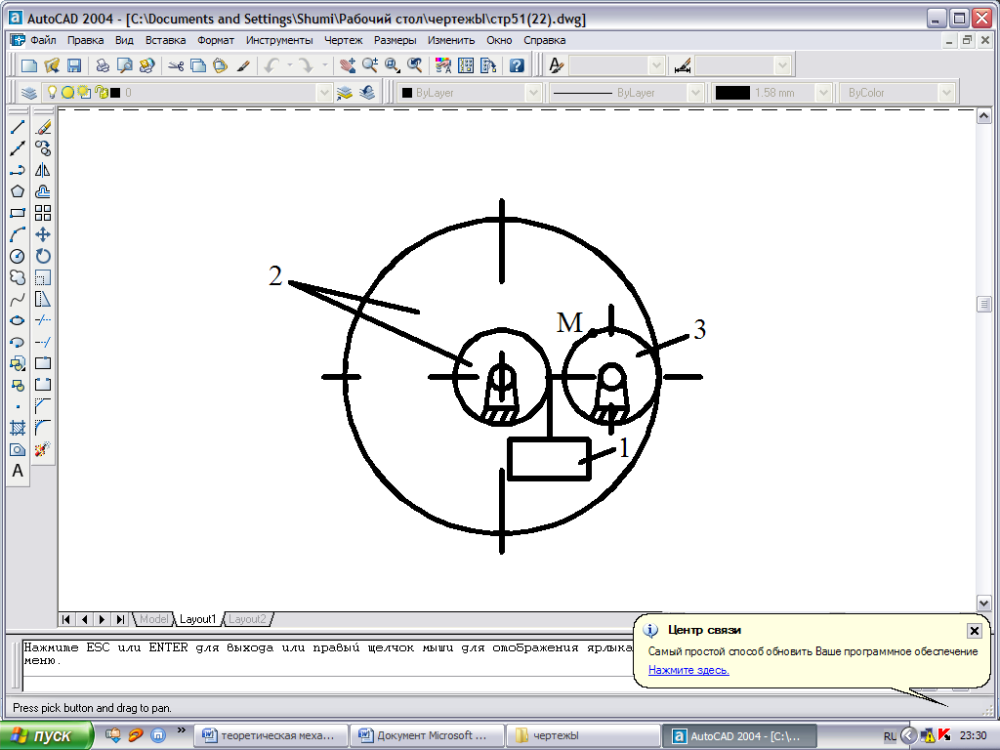 AutoCAD 2004 - [C:\Documents and Settings\Shumi\Рабочий стол\чертежЫ\стр51(22).dwg]
Файл Правка Вид Вставка Формат Инструменты Чертеж Размеры Изменить Окно Справка
0 ByLayer ByLayer 1.58 mm ByColor
2
M
3
1
A
Model Layout1 Layout2
Нажмите ESC или ENTER для выхода или правый щелчок мыши для отображения ярлыка
меню.
Центр связи
Самый простой способ обновить Ваше программное обеспечение
Нажмите здесь.
Press pick button and drag to pan.
пуск
теоретическая меха...
Документ Microsoft ...
чертежЫ
AutoCAD 2004 - [C:\...
RU
23:30